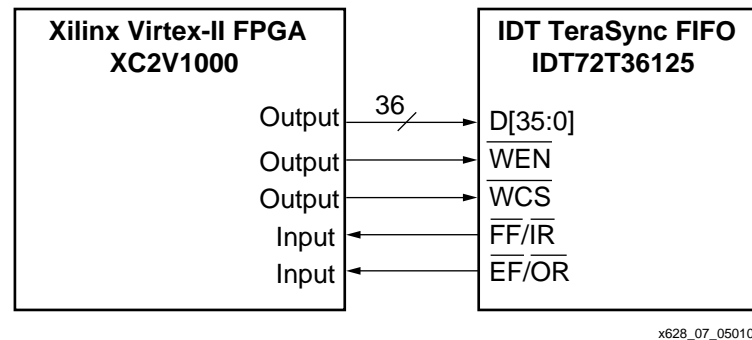 Xilinx Virtex-II FPGA
XC2V1000
IDT TeraSync FIFO
IDT72T36125
Output
36
D[35:0]
Output
WEN
Output
WCS
Input
FF/IR
Input
EF/OR
x628_07_05010